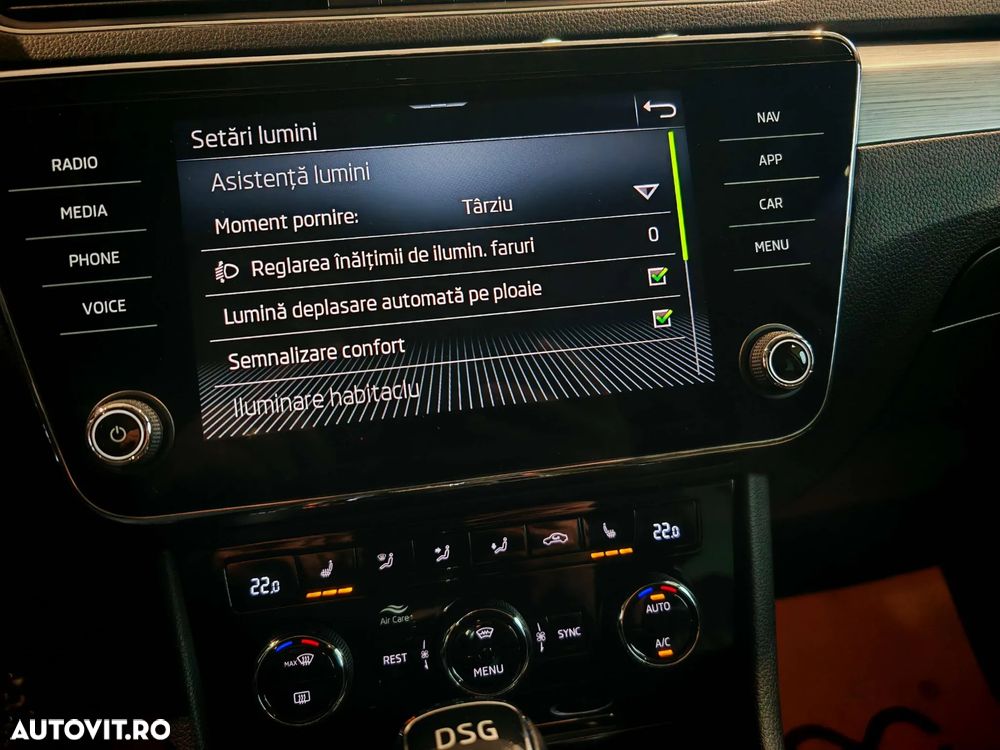 Setări lumini
Asistență lumini
Moment pornire: Târziu
Reglarea înălțimii de ilumin. faruri 0
Lumină deplasare automată pe ploaie
Semnalizare confort
Iluminare habitaclu
RADIO
MEDIA
PHONE
VOICE
NAV
APP
CAR
MENU
22.0
22.0
Air Care
MAX
REST
MENU
SYNC
AUTO
A/C
DSG
AUTOVIT.RO